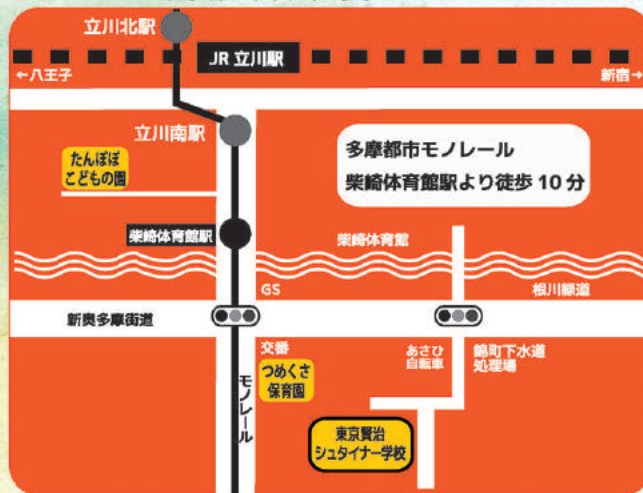 立川北駅
JR 立川駅
←八王子
新宿→
立川南駅
たんぽぽ
こどもの園
多摩都市モノレール
柴崎体育館駅より徒歩 10 分
柴崎体育館駅
柴崎体育館
GS
根川緑道
新奥多摩街道
交番
つめくさ
保育園
モノレール
あさひ
自転車
錦町下水道
処理場
東京賢治
シュタイナー学校